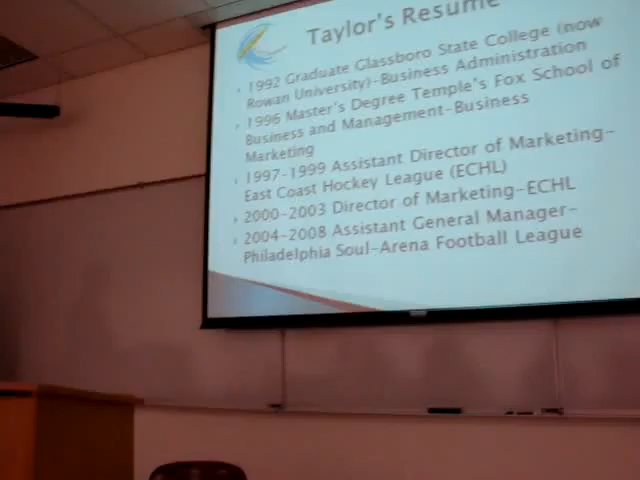 Taylor's Resume
1992 Graduate Glassboro State College (now
Rowan University)-Business Administration
1996 Master's Degree Temple's Fox School of
Business and Management-Business
Marketing
1997-1999 Assistant Director of Marketing-
East Coast Hockey League (ECHL)
2000-2003 Director of Marketing-ECHL
2004-2008 Assistant General Manager-
Philadelphia Soul-Arena Football League